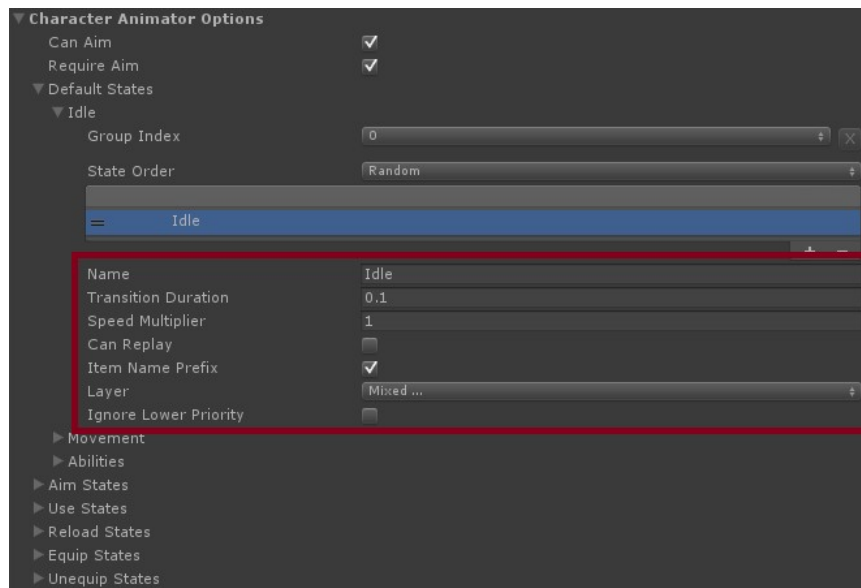 Character Animator Options
Can Aim
Require Aim
Default States
Idle
Group Index 0 X
State Order Random
Idle
+ -
Name Idle
Transition Duration 0.1
Speed Multiplier 1
Can Replay
Item Name Prefix
Layer Mixed ...
Ignore Lower Priority
Movement
Abilities
Aim States
Use States
Reload States
Equip States
Unequip States